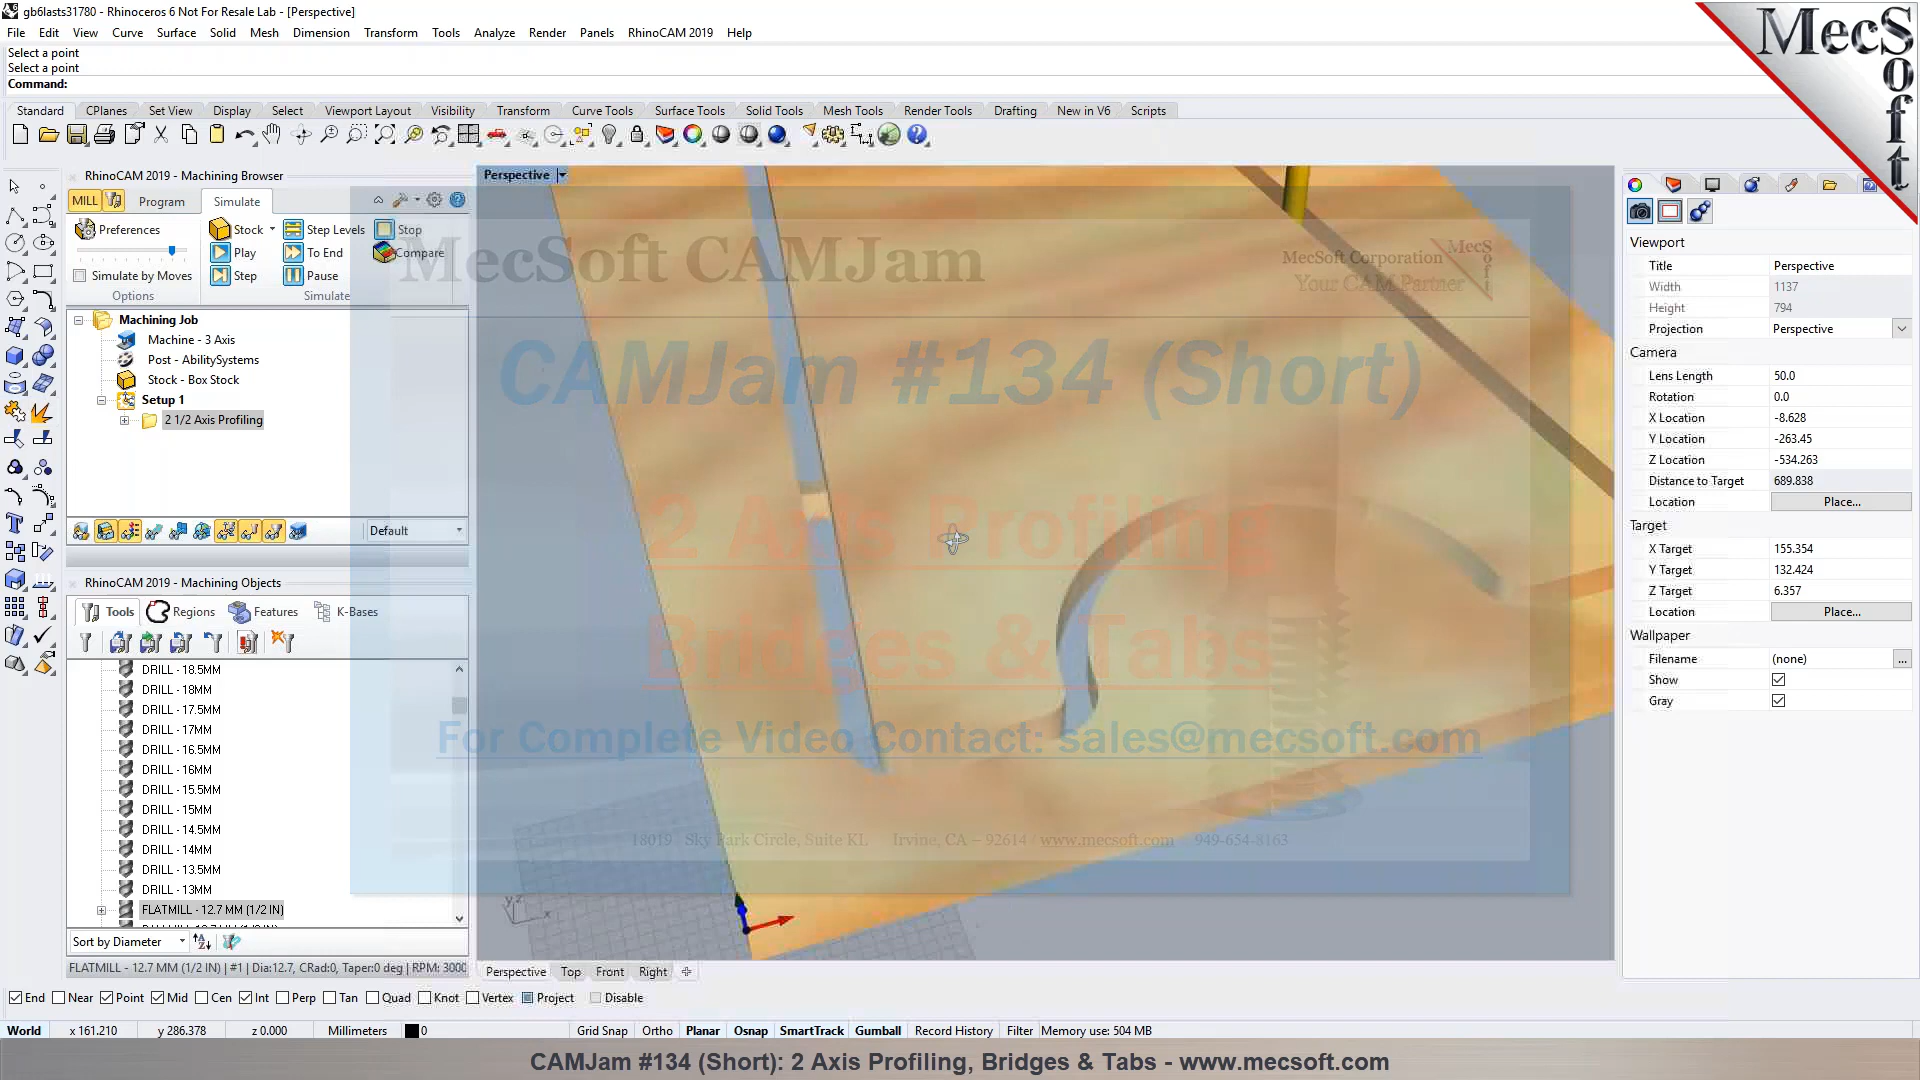 gb6lasts31780 - Rhinoceros 6 Not For Resale Lab - [Perspective]
File Edit View Curve Surface Solid Mesh Dimension Transform Tools Analyze Render Panels RhinoCAM 2019 Help
Select a point
Select a point
Command:
Standard CPlanes Set View Display Select Viewport Layout Visibility Transform Curve Tools Surface Tools Solid Tools Mesh Tools Render Tools Drafting New in V6 Scripts
MecSoft
RhinoCAM 2019 - Machining Browser
MILL Program Simulate
Preferences Stock Step Levels Stop
Play To End Compare
Simulate by Moves Step Pause
Options Simulate
Machining Job
Machine - 3 Axis
Post - AbilitySystems
Stock - Box Stock
Setup 1
2 1/2 Axis Profiling
Default
RhinoCAM 2019 - Machining Objects
Tools Regions Features K-Bases
DRILL - 18.5MM
DRILL - 18MM
DRILL - 17.5MM
DRILL - 17MM
DRILL - 16.5MM
DRILL - 16MM
DRILL - 15.5MM
DRILL - 15MM
DRILL - 14.5MM
DRILL - 14MM
DRILL - 13.5MM
DRILL - 13MM
FLATMILL - 12.7 MM (1/2 IN)
Sort by Diameter
FLATMILL - 12.7 MM (1/2 IN) | #1 | Dia:12.7, CRad:0, Taper:0 deg | RPM: 3000
Perspective
MecSoft CAMJam
MecSoft Corporation
Your CAM Partner
MecSoft
CAMJam #134 (Short)
2 Axis Profiling
Bridges & Tabs
For Complete Video Contact: sales@mecsoft.com
18019 Sky Park Circle, Suite KL Irvine, CA – 92614 www.mecsoft.com 949-654-8163
y z x
Perspective Top Front Right
Viewport
Title Perspective
Width 1137
Height 794
Projection Perspective
Camera
Lens Length 50.0
Rotation 0.0
X Location -8.628
Y Location -263.45
Z Location -534.263
Distance to Target 689.838
Location Place...
Target
X Target 155.354
Y Target 132.424
Z Target 6.357
Location Place...
Wallpaper
Filename (none) ...
Show
Gray
End Near Point Mid Cen Int Perp Tan Quad Knot Vertex Project Disable
World x 161.210 y 286.378 z 0.000 Millimeters 0 Grid Snap Ortho Planar Osnap SmartTrack Gumball Record History Filter Memory use: 504 MB
CAMJam #134 (Short): 2 Axis Profiling, Bridges & Tabs - www.mecsoft.com